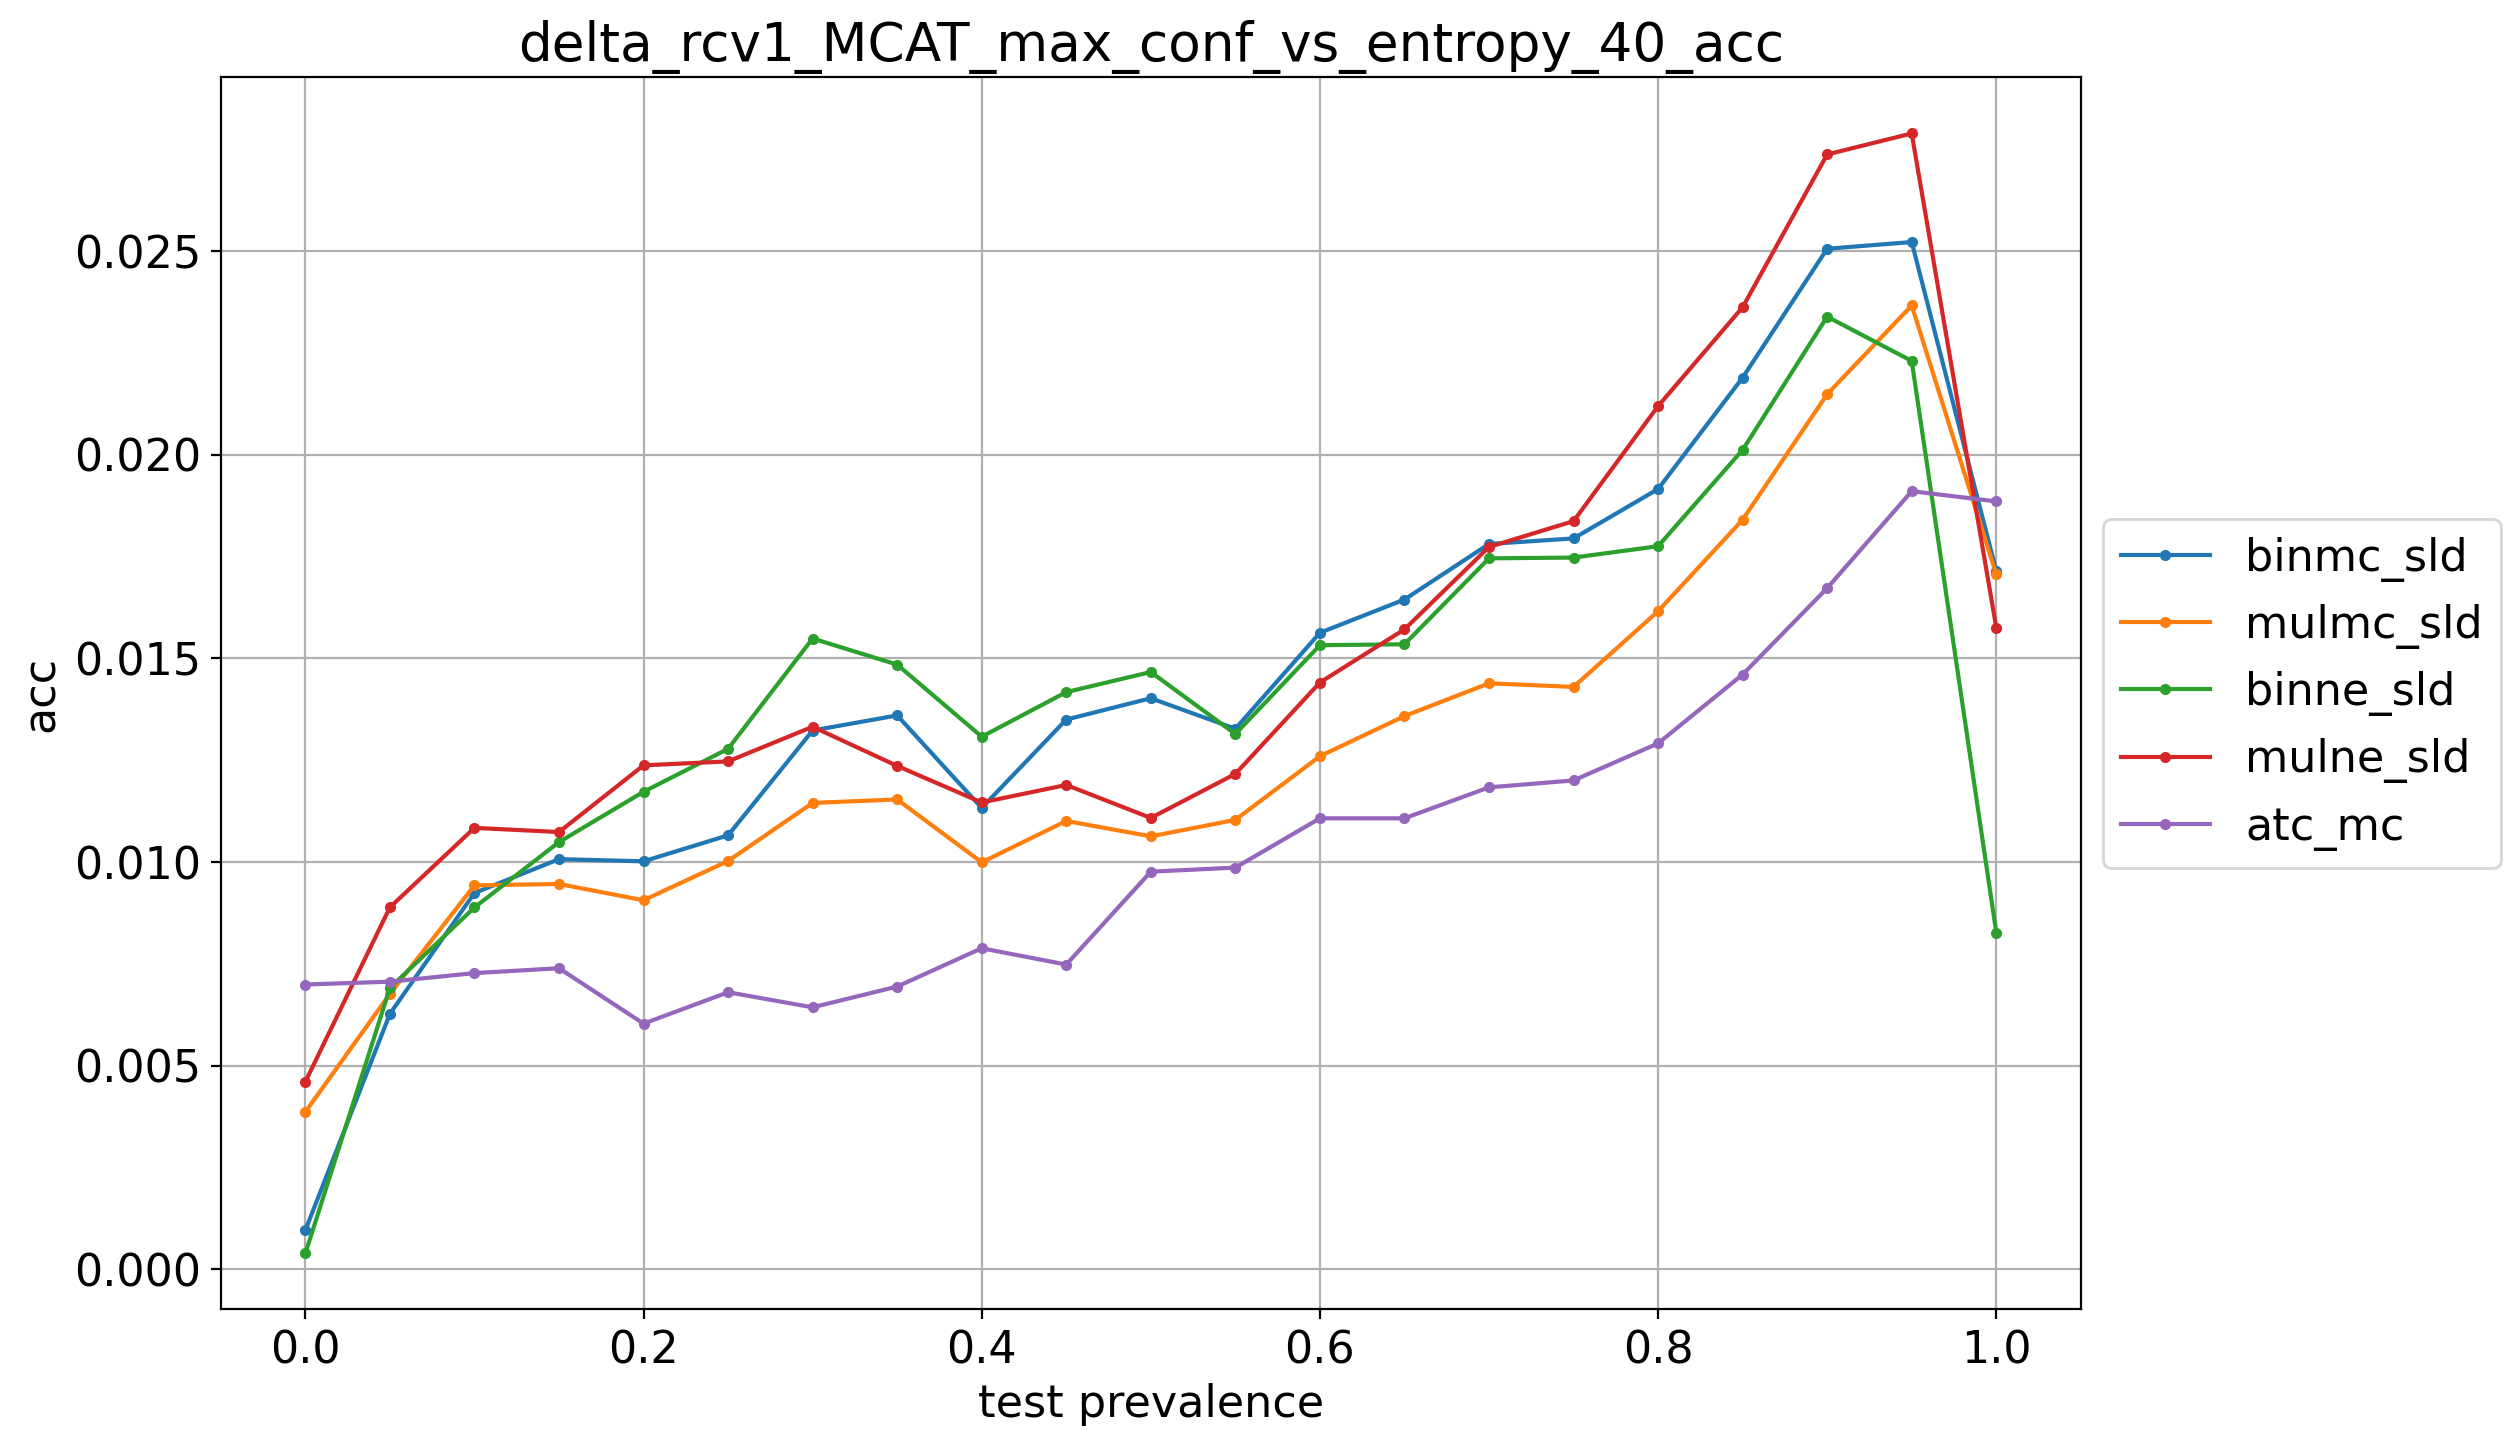 delta_rcv1_MCAT_max_conf_vs_entropy_40_acc
acc
0.025
0.020
0.015
0.010
0.005
0.000
0.0 0.2 0.4 0.6 0.8 1.0
test prevalence
binmc_sld
mulmc_sld
binne_sld
mulne_sld
atc_mc